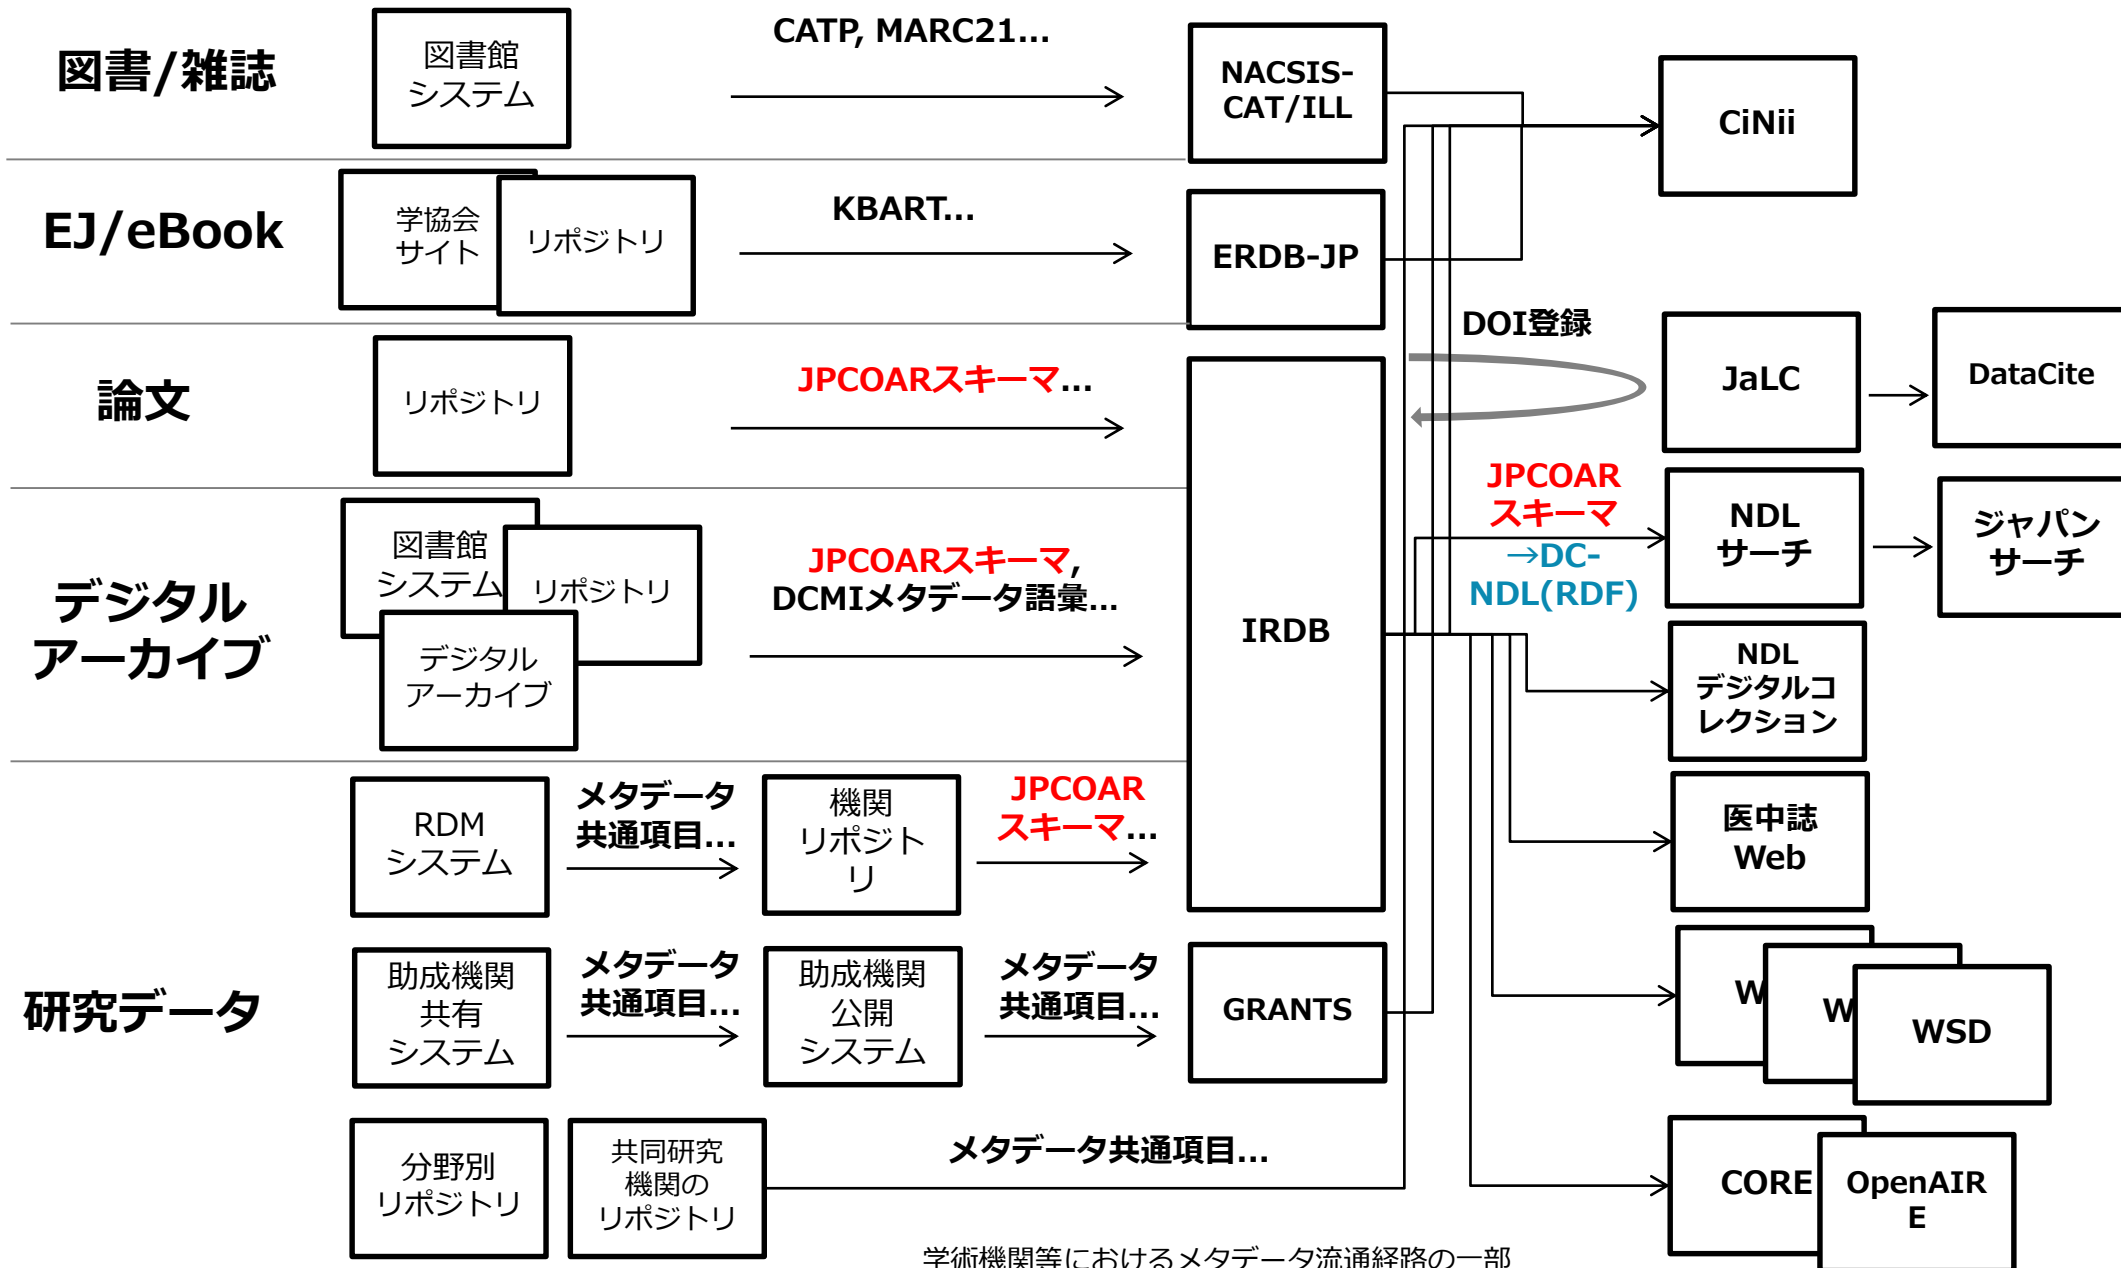 図書/雑誌
図書館
システム
CATP, MARC21...
NACSIS-
CAT/ILL
CiNii
EJ/eBook
学協会
サイト
リポジトリ
KBART...
ERDB-JP
論文
リポジトリ
JPCOARスキーマ...
DOI登録
JaLC
DataCite
デジタル
アーカイブ
図書館
システム
リポジトリ
デジタル
アーカイブ
JPCOARスキーマ,
DCMIメタデータ語彙...
IRDB
JPCOAR
スキーマ
→DC-
NDL(RDF)
NDL
サーチ
ジャパン
サーチ
NDL
デジタルコ
レクション
医中誌
Web
研究データ
RDM
システム
メタデータ
共通項目...
機関
リポジト
リ
JPCOAR
スキーマ...
助成機関
共有
システム
メタデータ
共通項目...
助成機関
公開
システム
メタデータ
共通項目...
GRANTS
W
W
WSD
分野別
リポジトリ
共同研究
機関の
リポジトリ
メタデータ共通項目...
CORE
OpenAIR
E
学術機関等におけるメタデータ流通経路の一部